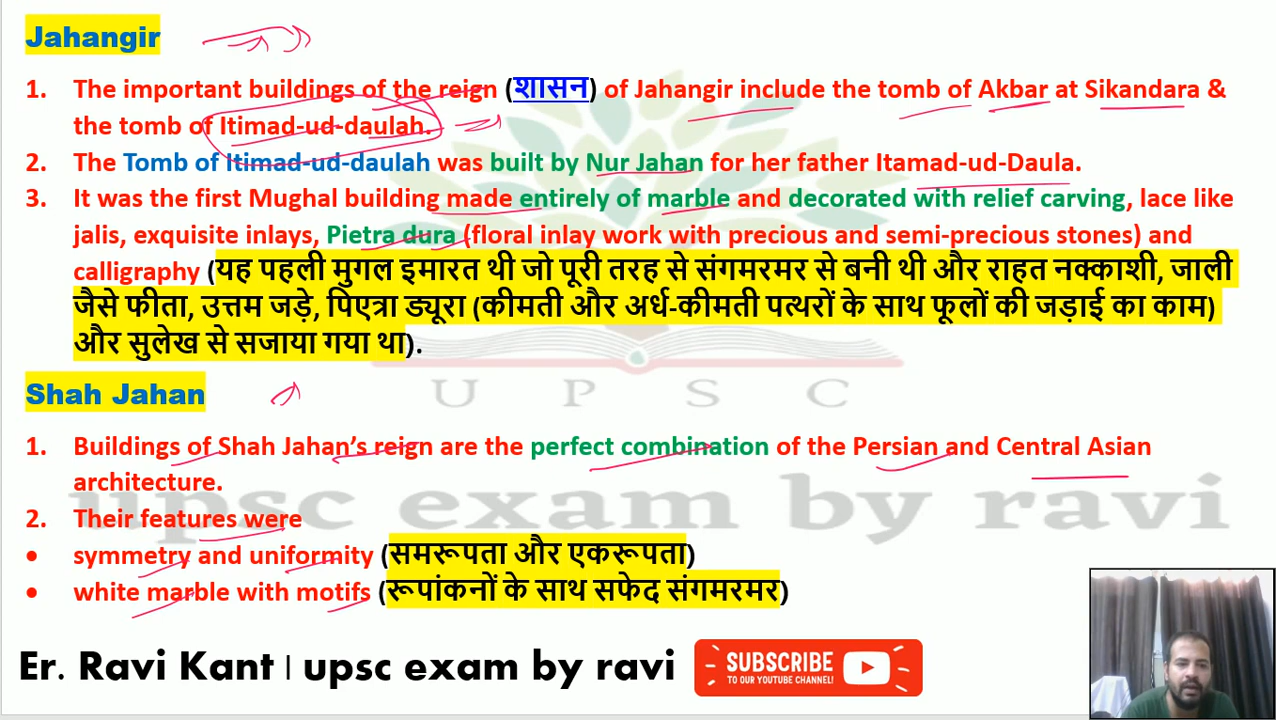 Jahangir
1. The important buildings of the reign (शासन) of Jahangir include the tomb of Akbar at Sikandara &
the tomb of Itimad-ud-daulah.
2. The Tomb of Itimad-ud-daulah was built by Nur Jahan for her father Itamad-ud-Daula.
3. It was the first Mughal building made entirely of marble and decorated with relief carving, lace like
jalis, exquisite inlays, Pietra dura (floral inlay work with precious and semi-precious stones) and
calligraphy (यह पहली मुगल इमारत थी जो पूरी तरह से संगमरमर से बनी थी और राहत नक्काशी, जाली
जैसे फीता, उत्तम जड़े, पिएत्रा ड्यूरा (कीमती और अर्ध-कीमती पत्थरों के साथ फूलों की जड़ाई का काम)
और सुलेख से सजाया गया था).
UPSC
Shah Jahan
1. Buildings of Shah Jahan’s reign are the perfect combination of the Persian and Central Asian
architecture.
upsc exam by ravi
2. Their features were
• symmetry and uniformity (समरूपता और एकरूपता)
• white marble with motifs (रूपांकनों के साथ सफेद संगमरमर)
Er. Ravi Kant | upsc exam by ravi
SUBSCRIBE
TO OUR YOUTUBE CHANNEL!